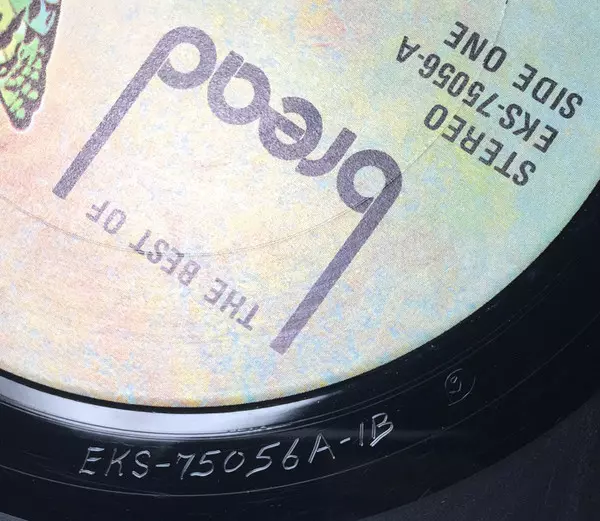 THE BEST OF
bread
STEREO
EKS-75056-A
SIDE ONE
EKS-75056A-1B